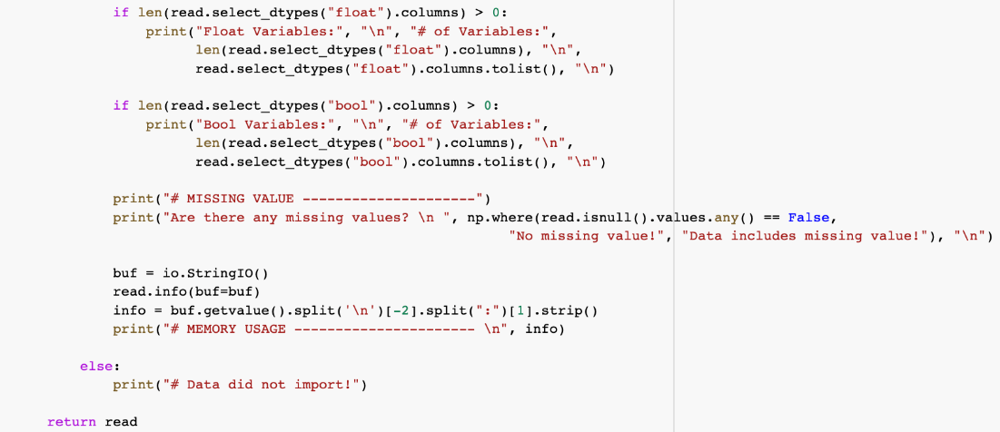 if len(read.select_dtypes("float").columns) > 0:
print("Float Variables:", "\n", "# of Variables:",
len(read.select_dtypes("float").columns), "\n",
read.select_dtypes("float").columns.tolist(), "\n")
if len(read.select_dtypes("bool").columns) > 0:
print("Bool Variables:", "\n", "# of Variables:",
len(read.select_dtypes("bool").columns), "\n",
read.select_dtypes("bool").columns.tolist(), "\n")
print("# MISSING VALUE ---------------------")
print("Are there any missing values? \n ", np.where(read.isnull().values.any() == False,
"No missing value!", "Data includes missing value!"), "\n")
buf = io.StringIO()
read.info(buf=buf)
info = buf.getvalue().split('\n')[-2].split(":")[1].strip()
print("# MEMORY USAGE ---------------------- \n", info)
else:
print("# Data did not import!")
return read